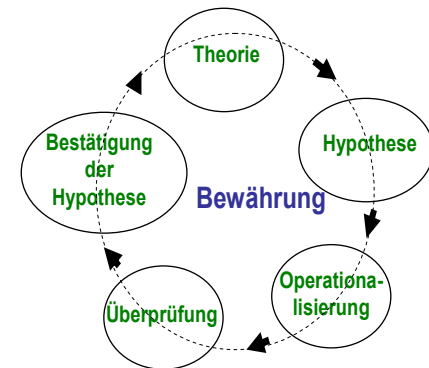 Theorie
Hypothese
Operationa-
lisierung
Überprüfung
Bestätigung
der
Hypothese
Bewährung